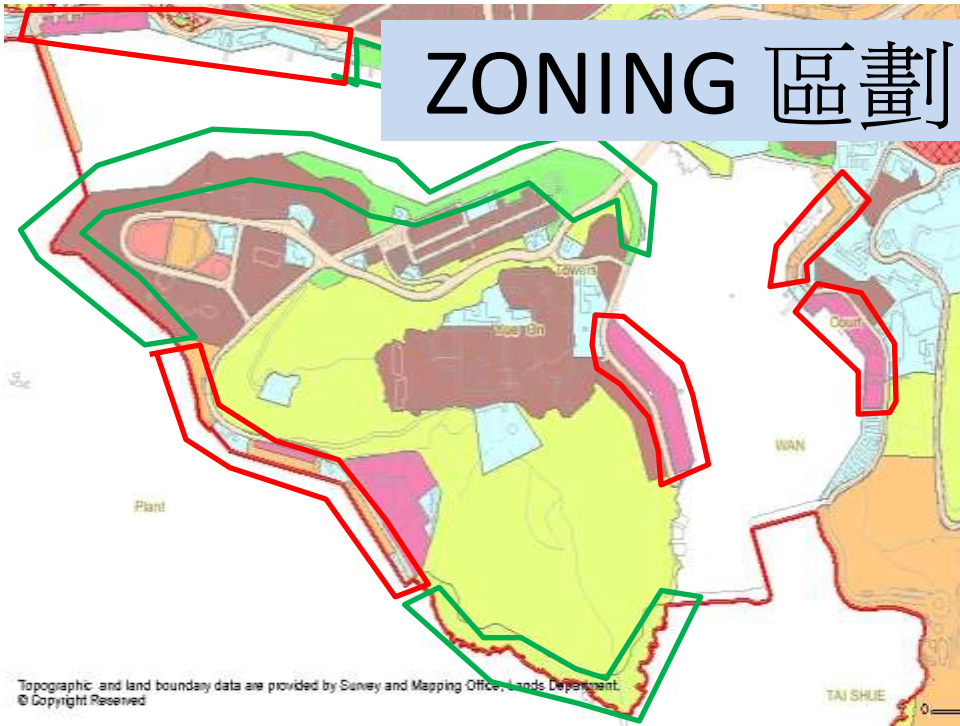 ZONING 區劃
Towers
Court
WAN
Plant
Topographic and land boundary data are provided by Survey and Mapping Office, Lands Department.
© Copyright Reserved
TAI SHUE
0